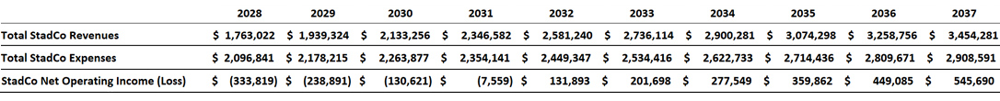 2028 2029 2030 2031 2032 2033 2034 2035 2036 2037
Total StadCo Revenues $ 1,763,022 $ 1,939,324 $ 2,133,256 $ 2,346,582 $ 2,581,240 $ 2,736,114 $ 2,900,281 $ 3,074,298 $ 3,258,756 $ 3,454,281
Total StadCo Expenses $ 2,096,841 $ 2,178,215 $ 2,263,877 $ 2,354,141 $ 2,449,347 $ 2,534,416 $ 2,622,733 $ 2,714,436 $ 2,809,671 $ 2,908,591
StadCo Net Operating Income (Loss) $ (333,819) $ (238,891) $ (130,621) $ (7,559) $ 131,893 $ 201,698 $ 277,549 $ 359,862 $ 449,085 $ 545,690